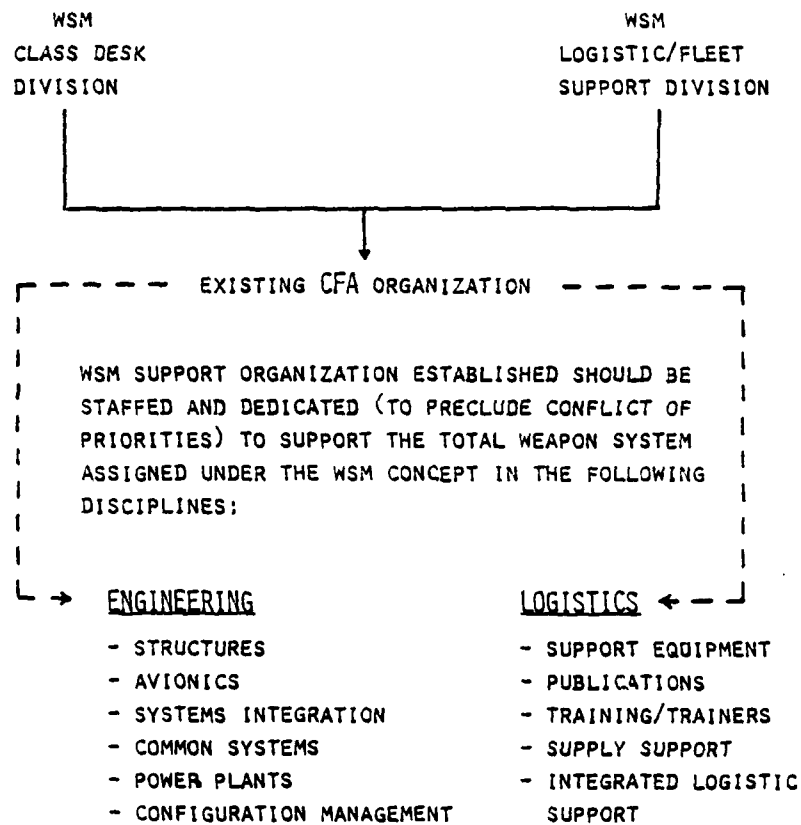 WSM
CLASS DESK
DIVISION
WSM
LOGISTIC/FLEET
SUPPORT DIVISION
EXISTING CFA ORGANIZATION
WSM SUPPORT ORGANIZATION ESTABLISHED SHOULD BE
STAFFED AND DEDICATED (TO PRECLUDE CONFLICT OF
PRIORITIES) TO SUPPORT THE TOTAL WEAPON SYSTEM
ASSIGNED UNDER THE WSM CONCEPT IN THE FOLLOWING
DISCIPLINES:
ENGINEERING
- STRUCTURES
- AVIONICS
- SYSTEMS INTEGRATION
- COMMON SYSTEMS
- POWER PLANTS
- CONFIGURATION MANAGEMENT
LOGISTICS
- SUPPORT EQUIPMENT
- PUBLICATIONS
- TRAINING/TRAINERS
- SUPPLY SUPPORT
- INTEGRATED LOGISTIC
SUPPORT